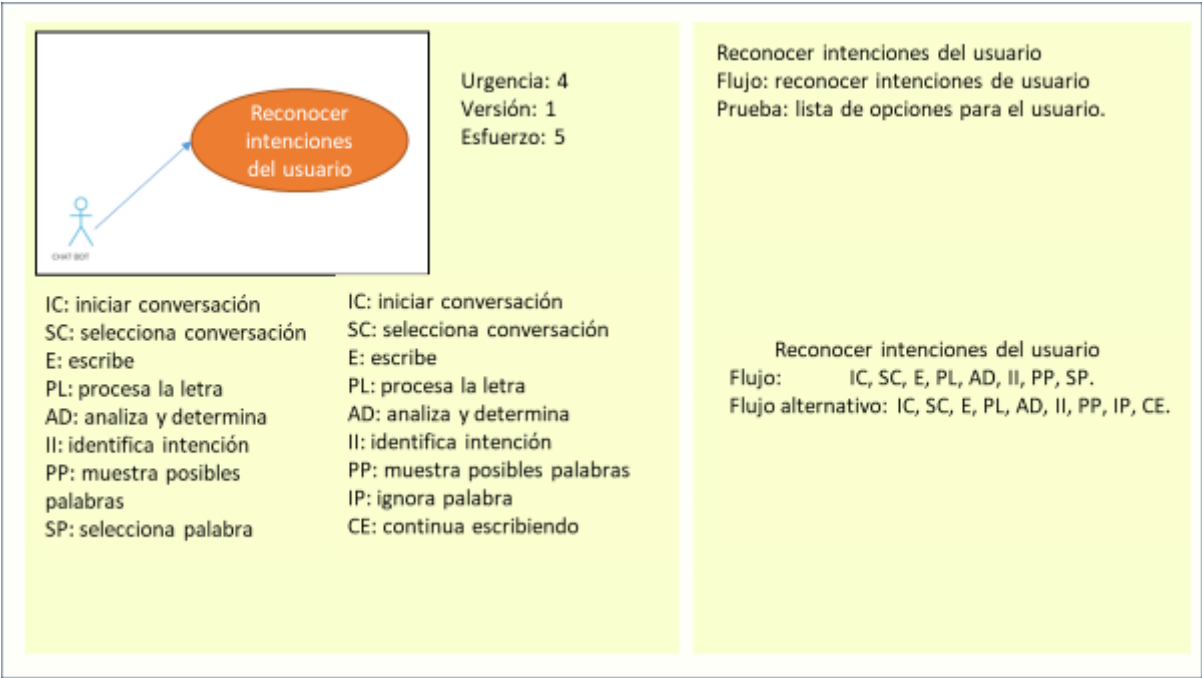 Reconocer
intenciones
del usuario
CHAT BOT
Urgencia: 4
Versión: 1
Esfuerzo: 5
IC: iniciar conversación
SC: selecciona conversación
E: escribe
PL: procesa la letra
AD: analiza y determina
II: identifica intención
PP: muestra posibles
palabras
SP: selecciona palabra
IC: iniciar conversación
SC: selecciona conversación
E: escribe
PL: procesa la letra
AD: analiza y determina
II: identifica intención
PP: muestra posibles palabras
IP: ignora palabra
CE: continua escribiendo
Reconocer intenciones del usuario
Flujo: reconocer intenciones de usuario
Prueba: lista de opciones para el usuario.
Reconocer intenciones del usuario
Flujo: IC, SC, E, PL, AD, II, PP, SP.
Flujo alternativo: IC, SC, E, PL, AD, II, PP, IP, CE.